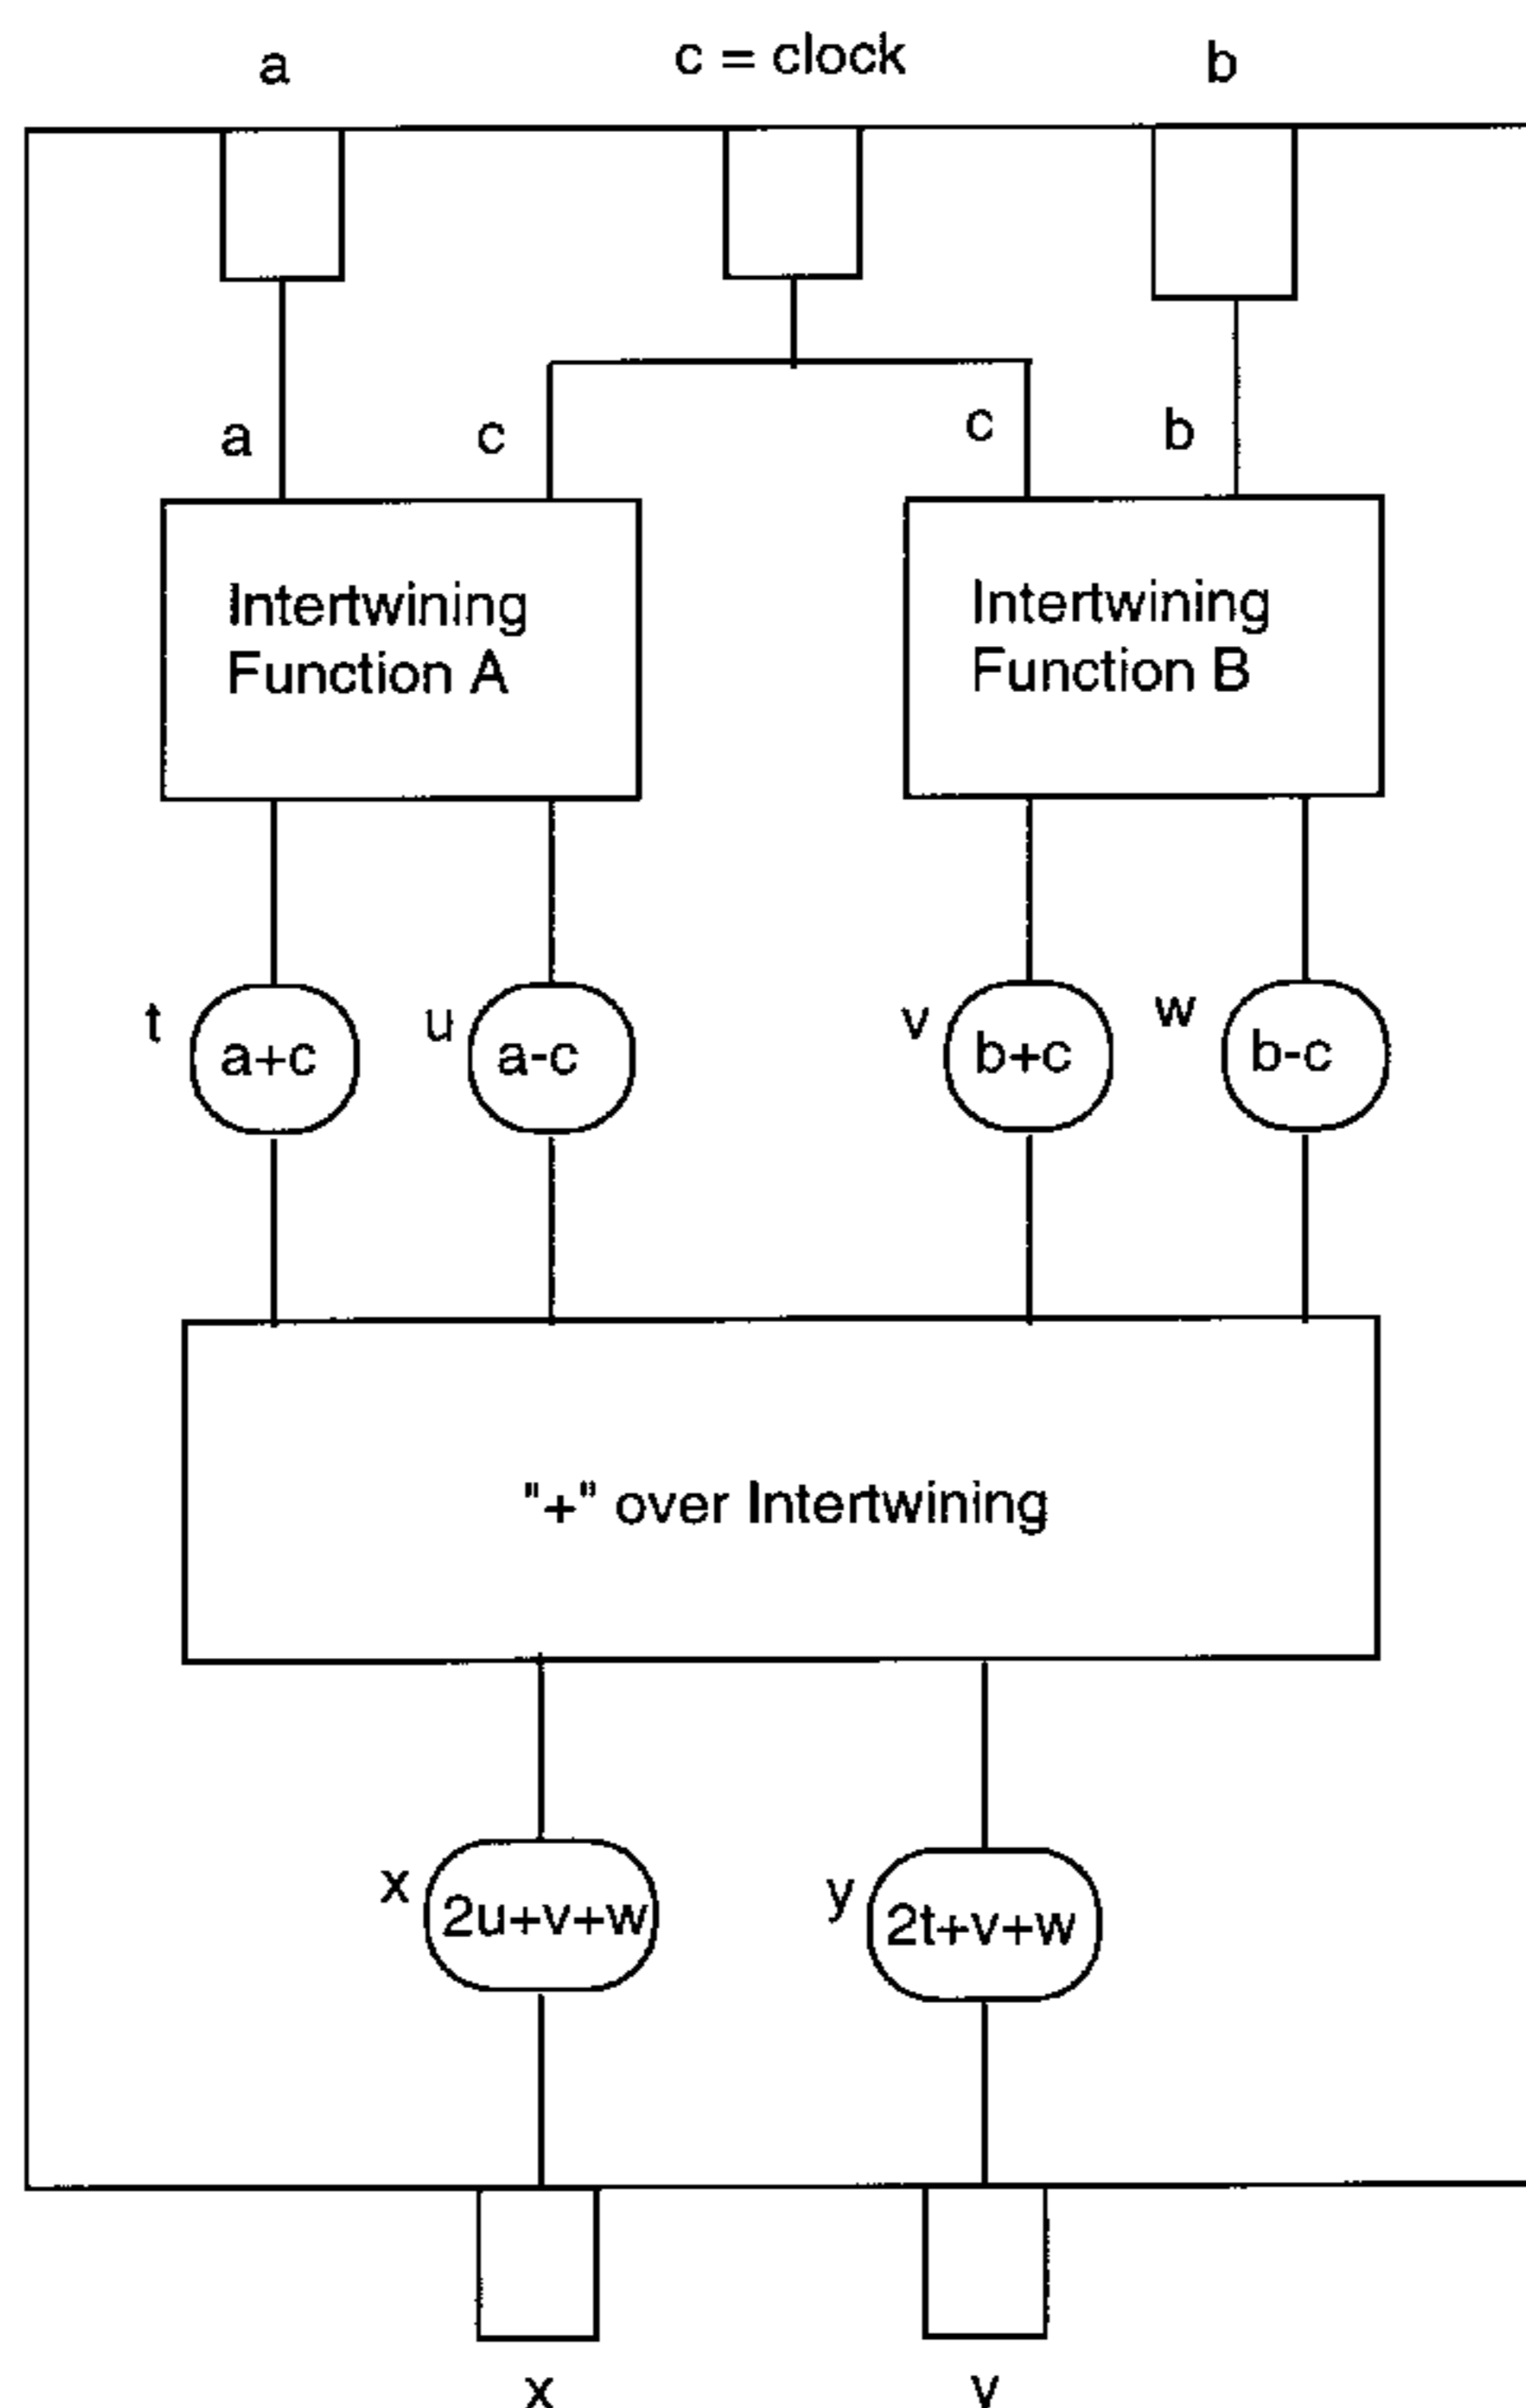 a
c = clock
b
a
c
c
b
Intertwining
Function A
Intertwining
Function B
t
a+c
u
a-c
v
b+c
w
b-c
"+" over Intertwining
x
2u+v+w
y
2t+v+w
x